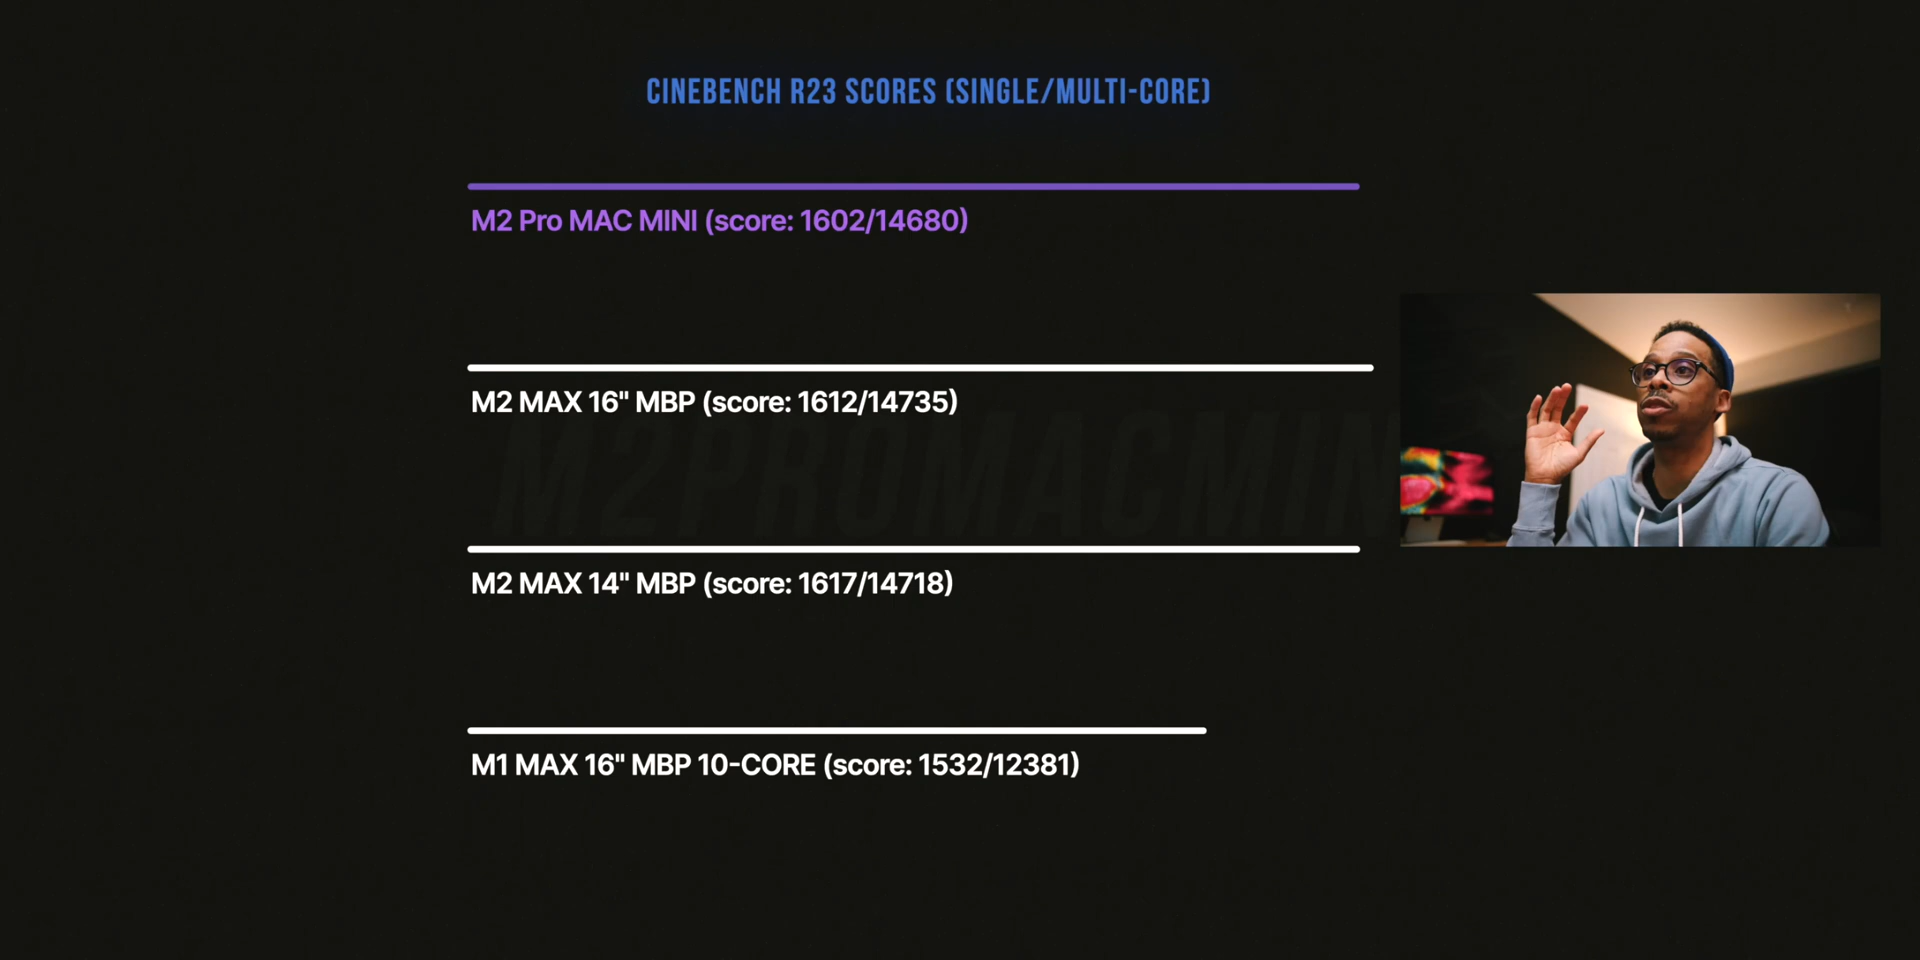 CINEBENCH R23 SCORES (SINGLE/MULTI-CORE)
M2 Pro MAC MINI (score: 1602/14680)
M2 MAX 16" MBP (score: 1612/14735)
M2PROMACMIN
M2 MAX 14" MBP (score: 1617/14718)
M1 MAX 16" MBP 10-CORE (score: 1532/12381)